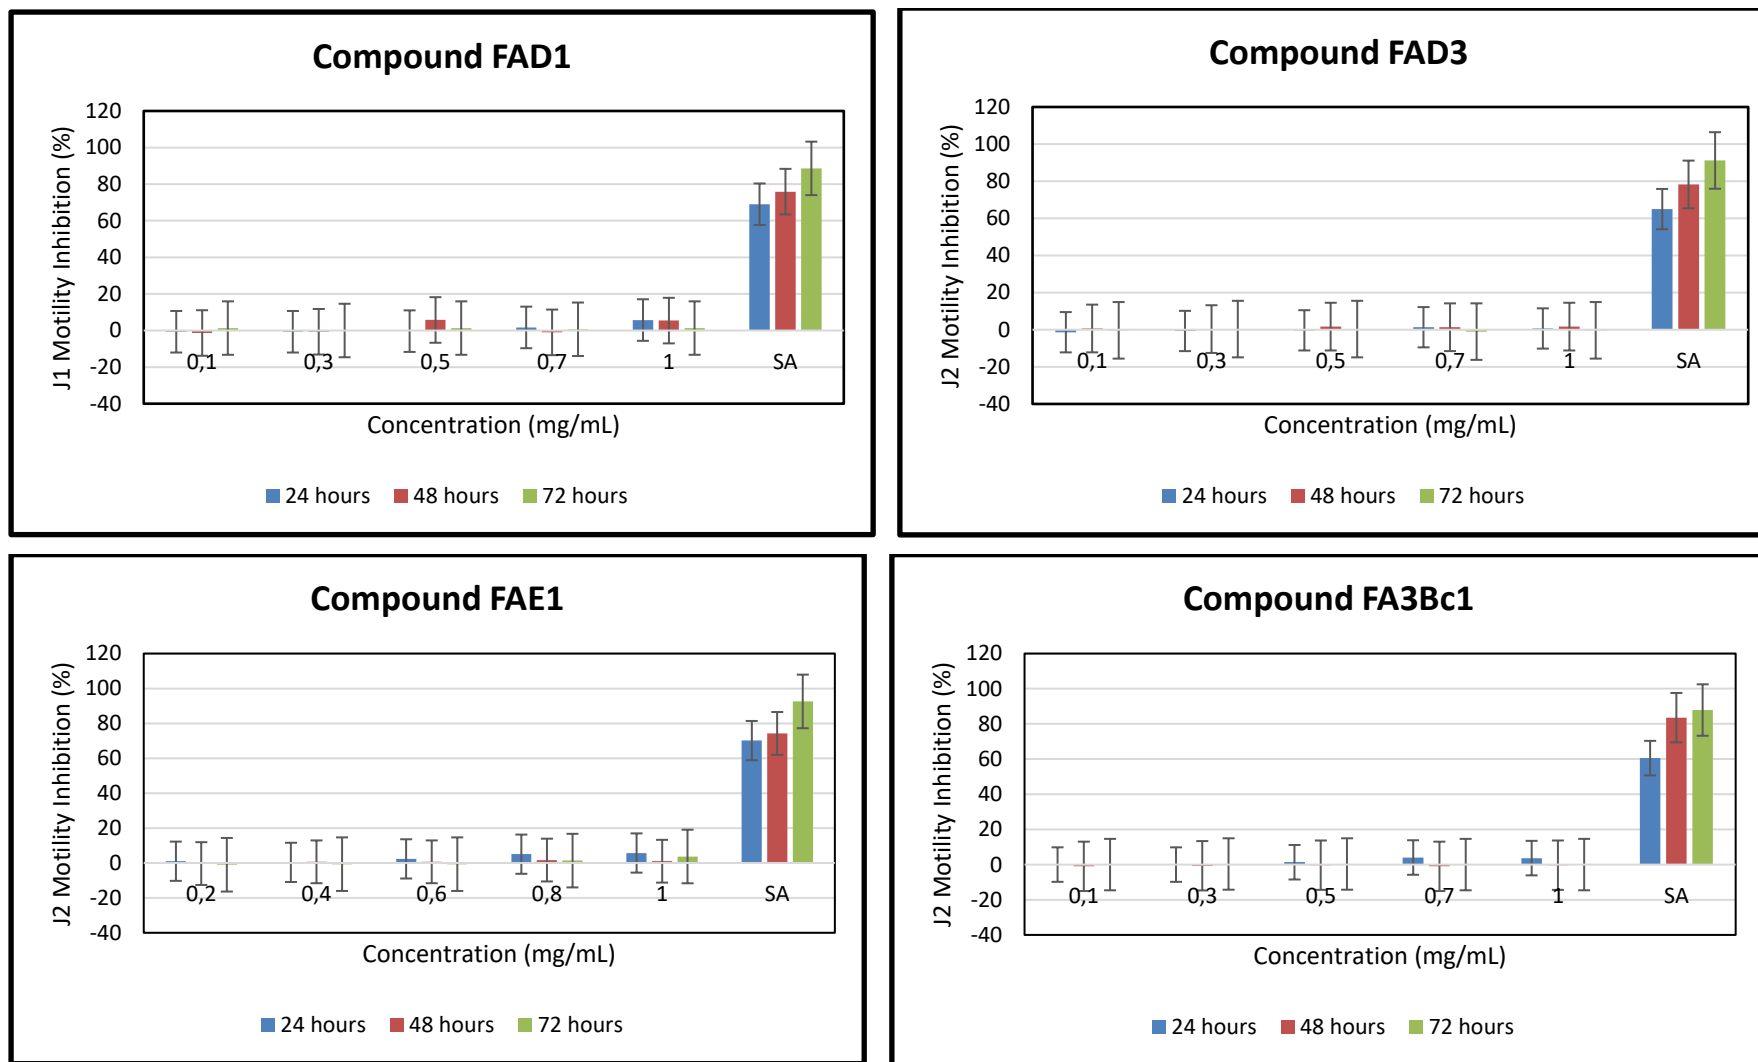 Compound FAD1
J1 Motility Inhibition (%)
120
100
80
60
40
20
0
-20
-40
0,1 0,3 0,5 0,7 1 SA
Concentration (mg/mL)
24 hours 48 hours 72 hours
Compound FAD3
J2 Motility Inhibition (%)
120
100
80
60
40
20
0
-20
-40
0,1 0,3 0,5 0,7 1 SA
Concentration (mg/mL)
24 hours 48 hours 72 hours
Compound FAE1
J2 Motility Inhibition (%)
120
100
80
60
40
20
0
-20
-40
0,2 0,4 0,6 0,8 1 SA
Concentration (mg/mL)
24 hours 48 hours 72 hours
Compound FA3Bc1
J2 Motility Inhibition (%)
120
100
80
60
40
20
0
-20
-40
0,1 0,3 0,5 0,7 1 SA
Concentration (mg/mL)
24 hours 48 hours 72 hours